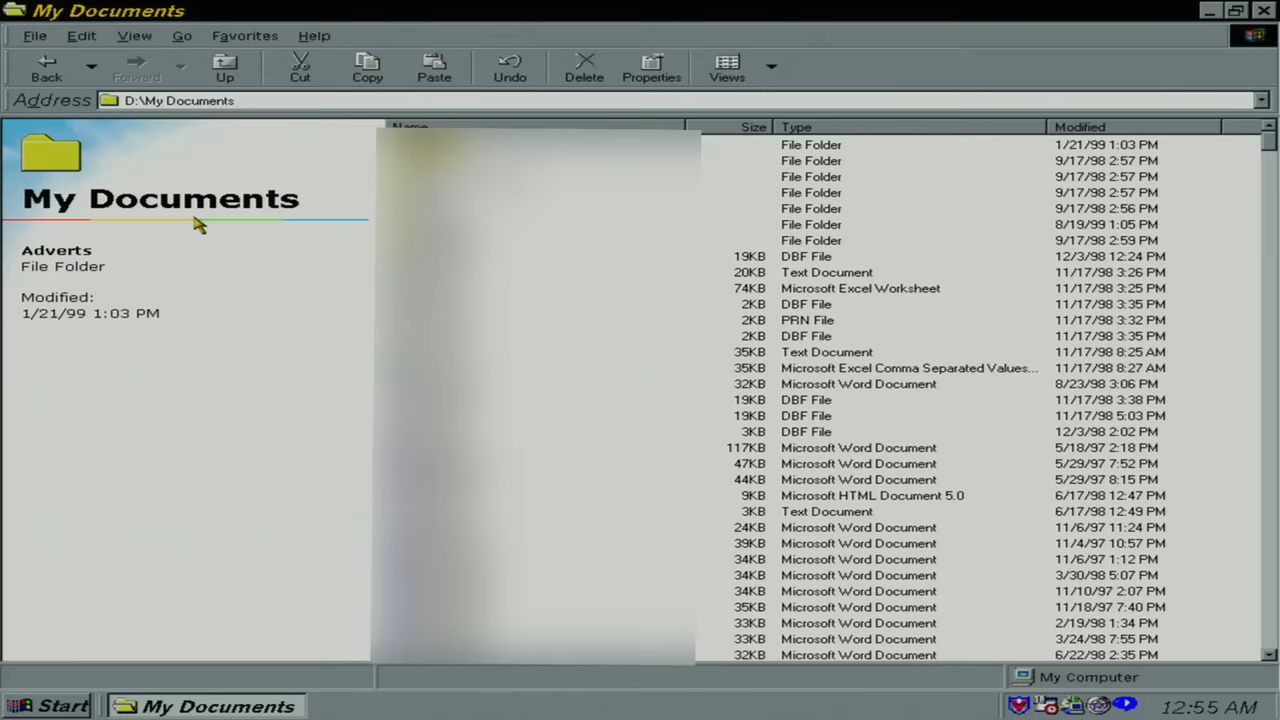 My Documents
File Edit View Go Favorites Help
Back Forward Up Cut Copy Paste Undo Delete Properties Views
Address D:\My Documents
Name Size Type Modified
My Documents
Adverts
File Folder
Modified:
1/21/99 1:03 PM
File Folder 1/21/99 1:03 PM
File Folder 9/17/98 2:57 PM
File Folder 9/17/98 2:57 PM
File Folder 9/17/98 2:57 PM
File Folder 9/17/98 2:56 PM
File Folder 8/19/99 1:05 PM
File Folder 9/17/98 2:59 PM
19KB DBF File 12/3/98 12:24 PM
20KB Text Document 11/17/98 3:26 PM
74KB Microsoft Excel Worksheet 11/17/98 3:25 PM
2KB DBF File 11/17/98 3:35 PM
2KB PRN File 11/17/98 3:32 PM
2KB DBF File 11/17/98 3:35 PM
35KB Text Document 11/17/98 8:25 AM
35KB Microsoft Excel Comma Separated Values... 11/17/98 8:27 AM
32KB Microsoft Word Document 8/23/98 3:06 PM
19KB DBF File 11/17/98 3:38 PM
19KB DBF File 11/17/98 5:03 PM
3KB DBF File 12/3/98 2:02 PM
117KB Microsoft Word Document 5/18/97 2:18 PM
47KB Microsoft Word Document 5/29/97 7:52 PM
44KB Microsoft Word Document 5/29/97 8:15 PM
9KB Microsoft HTML Document 5.0 6/17/98 12:47 PM
3KB Text Document 6/17/98 12:49 PM
24KB Microsoft Word Document 11/6/97 11:24 PM
39KB Microsoft Word Document 11/4/97 10:57 PM
34KB Microsoft Word Document 11/6/97 1:12 PM
34KB Microsoft Word Document 3/30/98 5:07 PM
34KB Microsoft Word Document 11/10/97 2:07 PM
35KB Microsoft Word Document 11/18/97 7:40 PM
33KB Microsoft Word Document 2/19/98 1:34 PM
33KB Microsoft Word Document 3/24/98 7:55 PM
32KB Microsoft Word Document 6/22/98 2:35 PM
My Computer
Start My Documents 12:55 AM